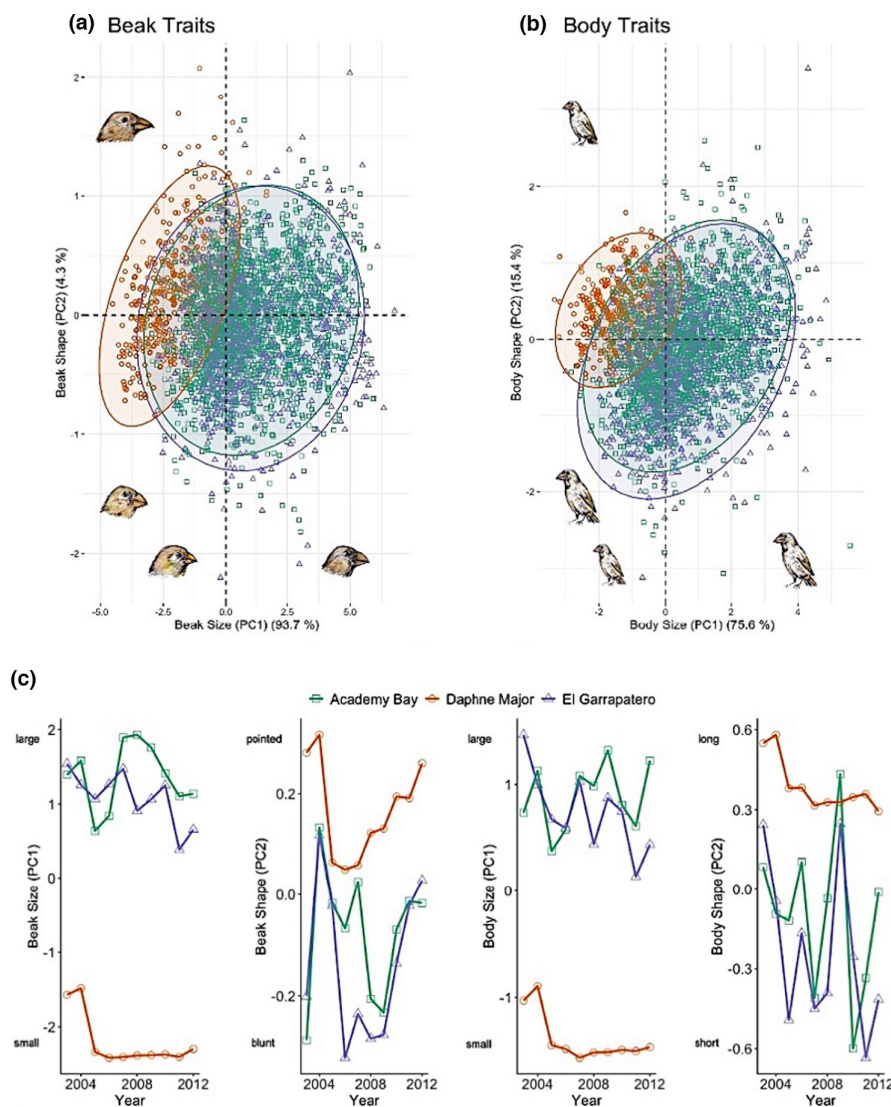 (a) Beak Traits
2
1
0
-1
-2
Beak Shape (PC2) (4.3 %)
-5.0 -2.5 0.0 2.5 5.0
Beak Size (PC1) (93.7 %)
(b) Body Traits
2
0
-2
Body Shape (PC2) (15.4 %)
-2 0 2 4
Body Size (PC1) (75.6 %)
(c)
Academy Bay Daphne Major El Garrapatero
large
small
2
1
0
-1
-2
Beak Size (PC1)
2004 2008 2012
Year
pointed
blunt
0.2
0.0
-0.2
Beak Shape (PC2)
2004 2008 2012
Year
large
small
1
0
-1
Body Size (PC1)
2004 2008 2012
Year
long
short
0.6
0.3
0.0
-0.3
-0.6
Body Shape (PC2)
2004 2008 2012
Year